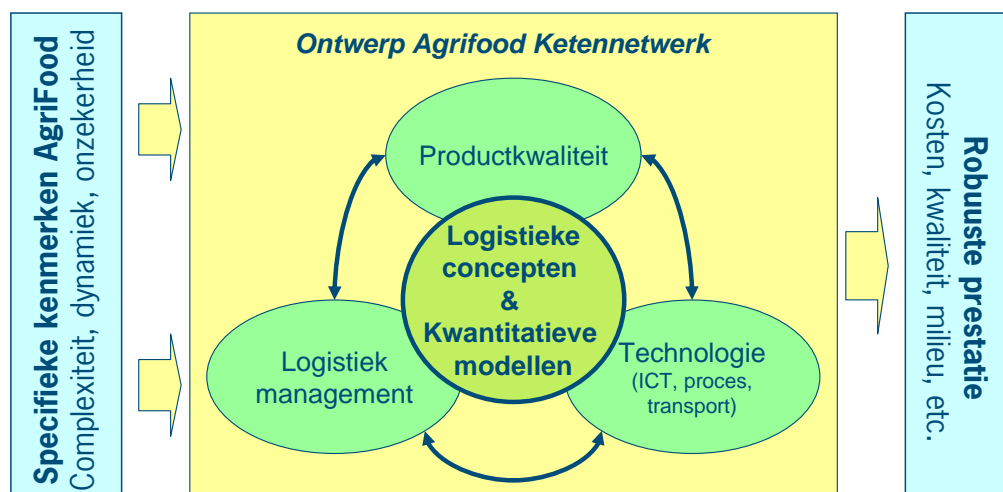 Specifieke kenmerken AgriFood
Complexiteit, dynamiek, onzekerheid
Ontwerp Agrifood Ketennetwerk
Productkwaliteit
Logistieke
concepten
&
Kwantitatieve
modellen
Logistiek
management
Technologie
(ICT, proces,
transport)
Robuuste prestatie
Kosten, kwaliteit, milieu, etc.